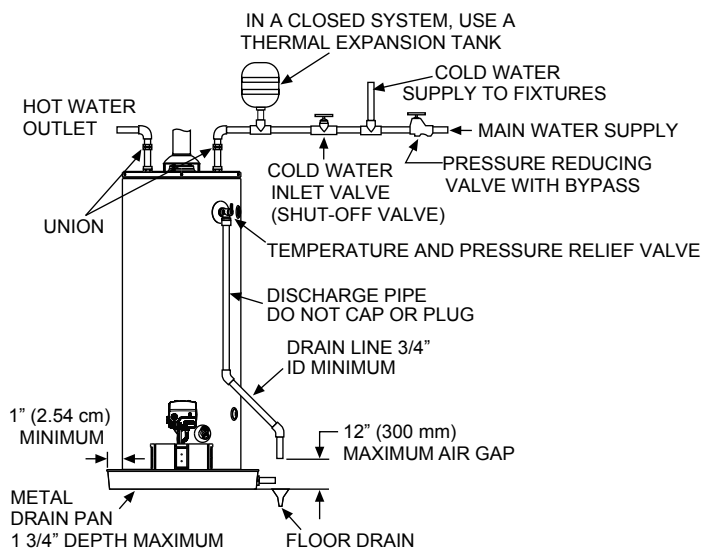 IN A CLOSED SYSTEM, USE A
THERMAL EXPANSION TANK
COLD WATER
SUPPLY TO FIXTURES
HOT WATER
OUTLET
MAIN WATER SUPPLY
COLD WATER
INLET VALVE
(SHUT-OFF VALVE)
PRESSURE REDUCING
VALVE WITH BYPASS
UNION
TEMPERATURE AND PRESSURE RELIEF VALVE
DISCHARGE PIPE
DO NOT CAP OR PLUG
DRAIN LINE 3/4”
ID MINIMUM
1” (2.54 cm)
MINIMUM
12” (300 mm)
MAXIMUM AIR GAP
METAL
DRAIN PAN
1 3/4” DEPTH MAXIMUM
FLOOR DRAIN